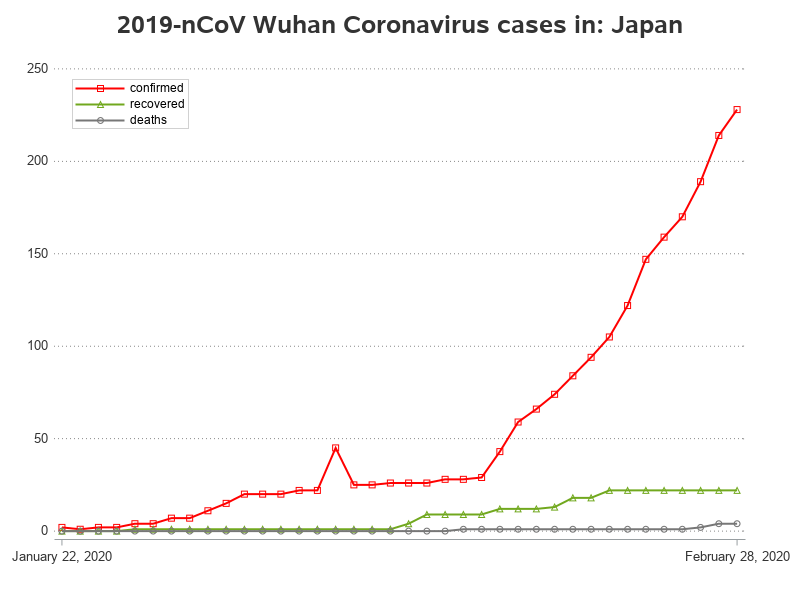 2019-nCoV Wuhan Coronavirus cases in: Japan
250
confirmed
recovered
deaths
200
150
100
50
0
January 22, 2020
February 28, 2020